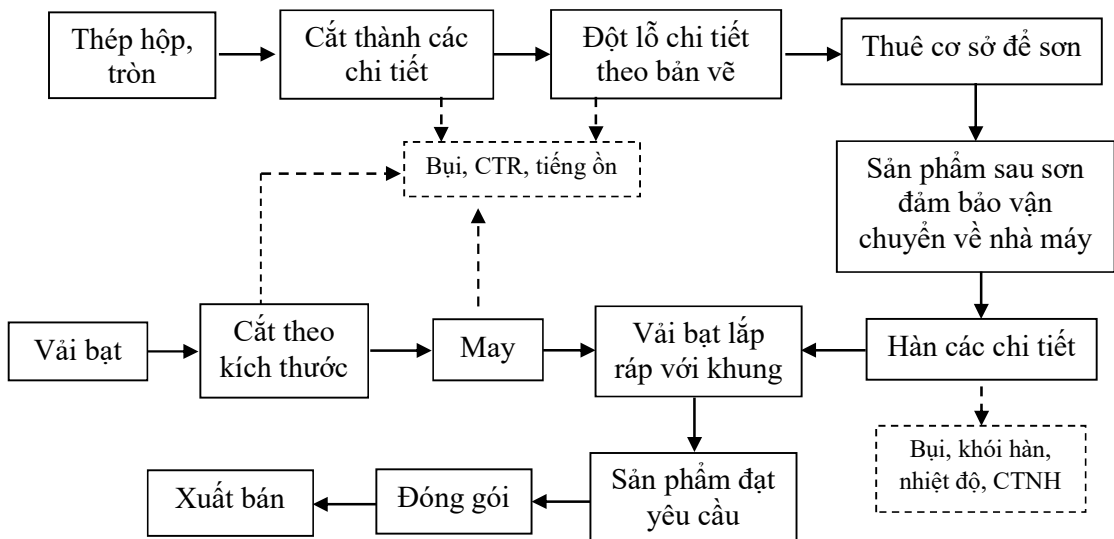 Thép hộp,
tròn
Cắt thành các
chi tiết
Đột lỗ chi tiết
theo bản vẽ
Thuê cơ sở để sơn
Bụi, CTR, tiếng ồn
Sản phẩm sau sơn
đảm bảo vận
chuyển về nhà máy
Vải bạt
Cắt theo
kích thước
May
Vải bạt lắp
ráp với khung
Hàn các chi tiết
Bụi, khói hàn,
nhiệt độ, CTNH
Sản phẩm đạt
yêu cầu
Đóng gói
Xuất bán